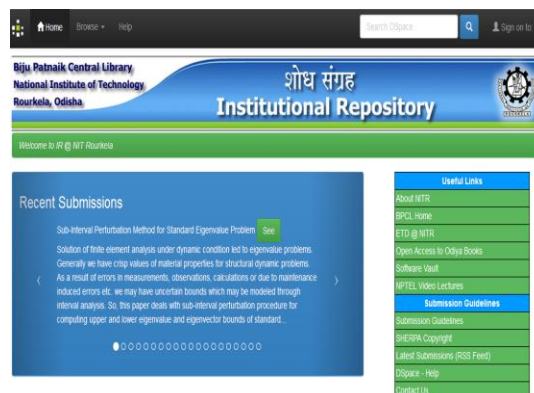 Home Browse Help Search DSpace Sign on to
Biju Patnaik Central Library
National Institute of Technology
Rourkela, Odisha
शोध संग्रह
Institutional Repository
Welcome to IR @ NIT Rourkela
Recent Submissions
Sub-Interval Perturbation Method for Standard Eigenvalue Problem See
Solution of finite element analysis under dynamic condition led to eigenvalue problems.
Generally we have crisp values of material properties for structural dynamic problems.
As a result of errors in measurements, observations, calculations or due to maintenance
induced errors etc. we may have uncertain bounds which may be modeled through
interval analysis. So, this paper deals with sub-interval perturbation procedure for
computing upper and lower eigenvalue and eigenvector bounds of standard...
Useful Links
About NITR
BPCL Home
ETD @ NITR
Open Access to Odiya Books
Software Vault
NPTEL Video Lectures
Submission Guidelines
Submission Guidelines
SHERPA Copyright
Latest Submissions (RSS Feed)
DSpace - Help
Contact Us